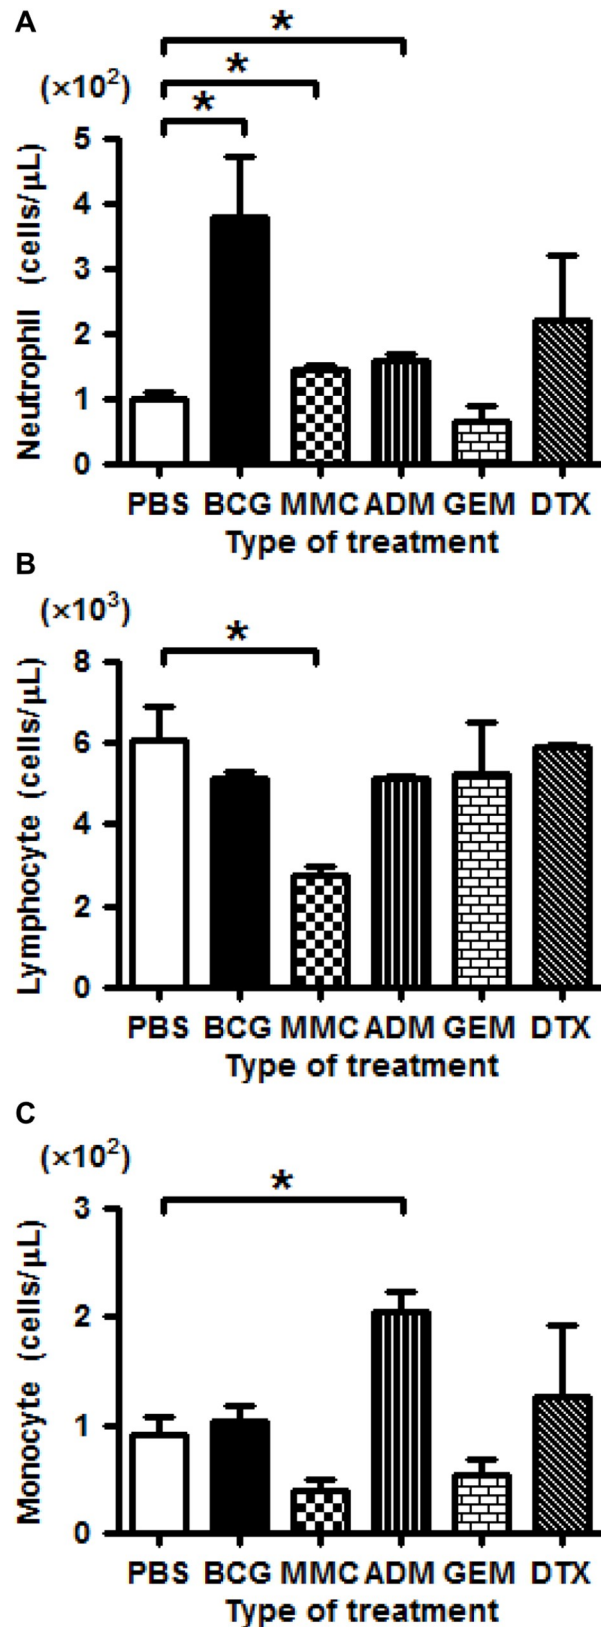 A
*
*
(×10²)
*
Neutrophil (cells/μL)
5
4
3
2
1
0
PBS BCG MMC ADM GEM DTX
Type of treatment
B
(×10³)
*
Lymphocyte (cells/μL)
8
6
4
2
0
PBS BCG MMC ADM GEM DTX
Type of treatment
C
(×10²)
*
Monocyte (cells/μL)
3
2
1
0
PBS BCG MMC ADM GEM DTX
Type of treatment